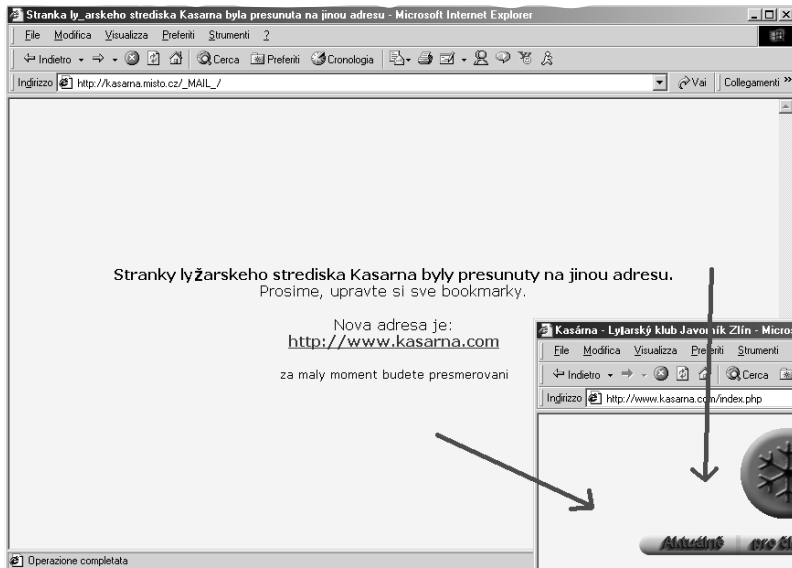 Stranka ly_arskeho strediska Kasarna byla presunuta na jinou adresu - Microsoft Internet Explorer
File Modifica Visualizza Preferiti Strumenti ?
Indietro Cerca Preferiti Cronologia
Indirizzo http://kasarna.misto.cz/_MAIL_/ Vai Collegamenti »
Stranky lyžarskeho strediska Kasarna byly presunuty na jinou adresu.
Prosime, upravte si sve bookmarky.
Nova adresa je:
http://www.kasarna.com
za maly moment budete presmerovani
Operazione completata
Kasárna - Lyţarský klub Javorník Zlín - Micros
File Modifica Visualizza Preferiti Strumenti
Indietro Cerca
Indirizzo http://www.kasarna.com/index.php
Aktuálně pro čl